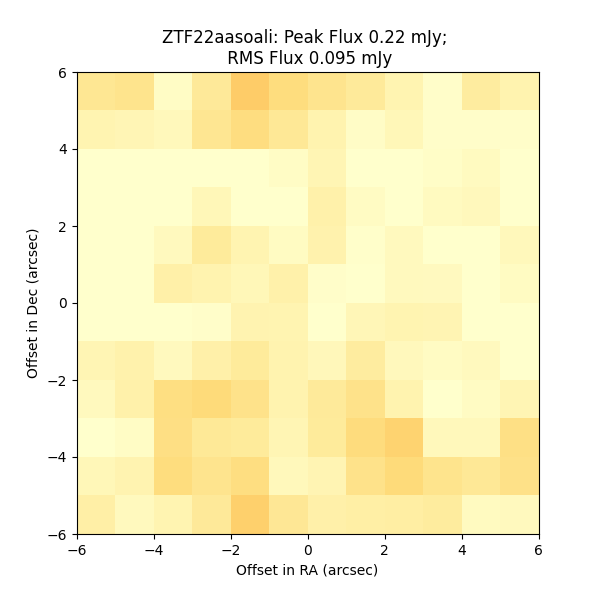 ZTF22aasoali: Peak Flux 0.22 mJy;
RMS Flux 0.095 mJy
6
4
2
0
−2
−4
−6
Offset in Dec (arcsec)
−6 −4 −2 0 2 4 6
Offset in RA (arcsec)